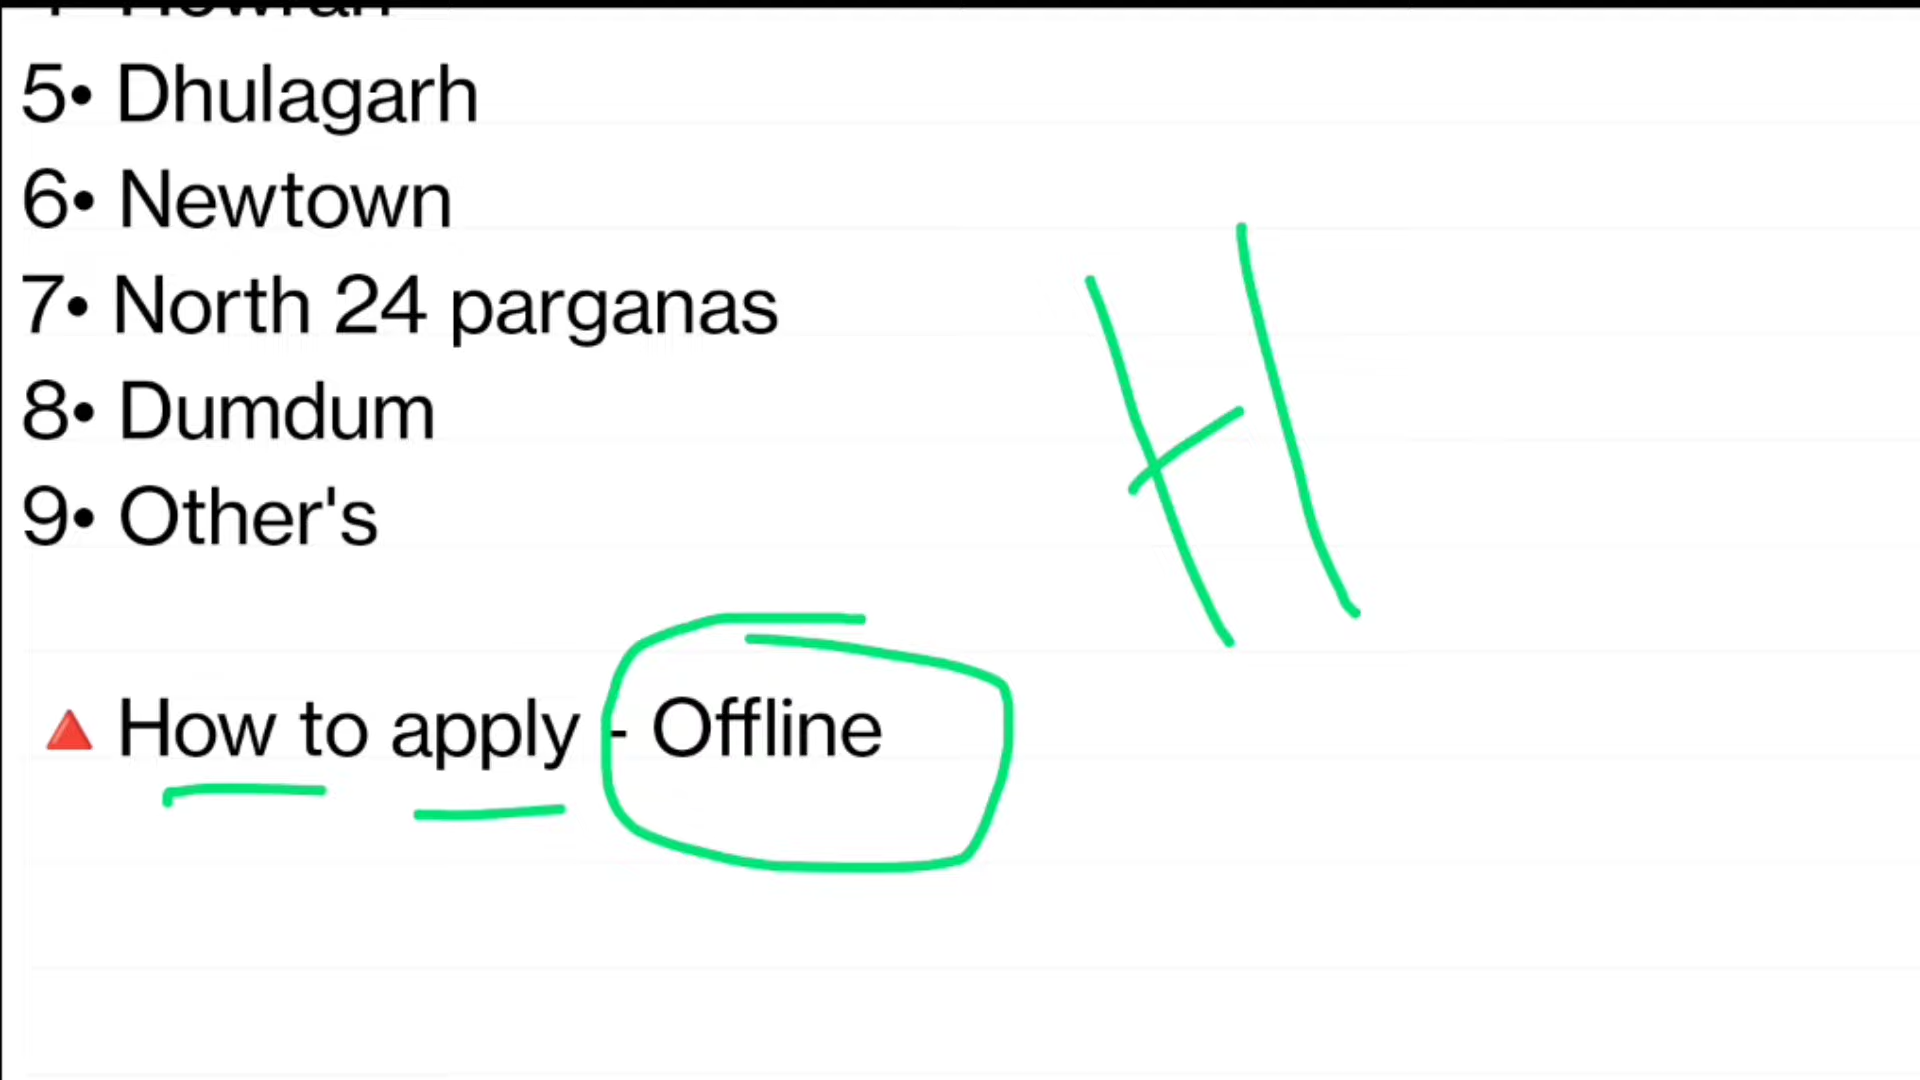 5• Dhulagarh
6• Newtown
7• North 24 parganas
8• Dumdum
9• Other's
H
🔺 How to apply - Offline